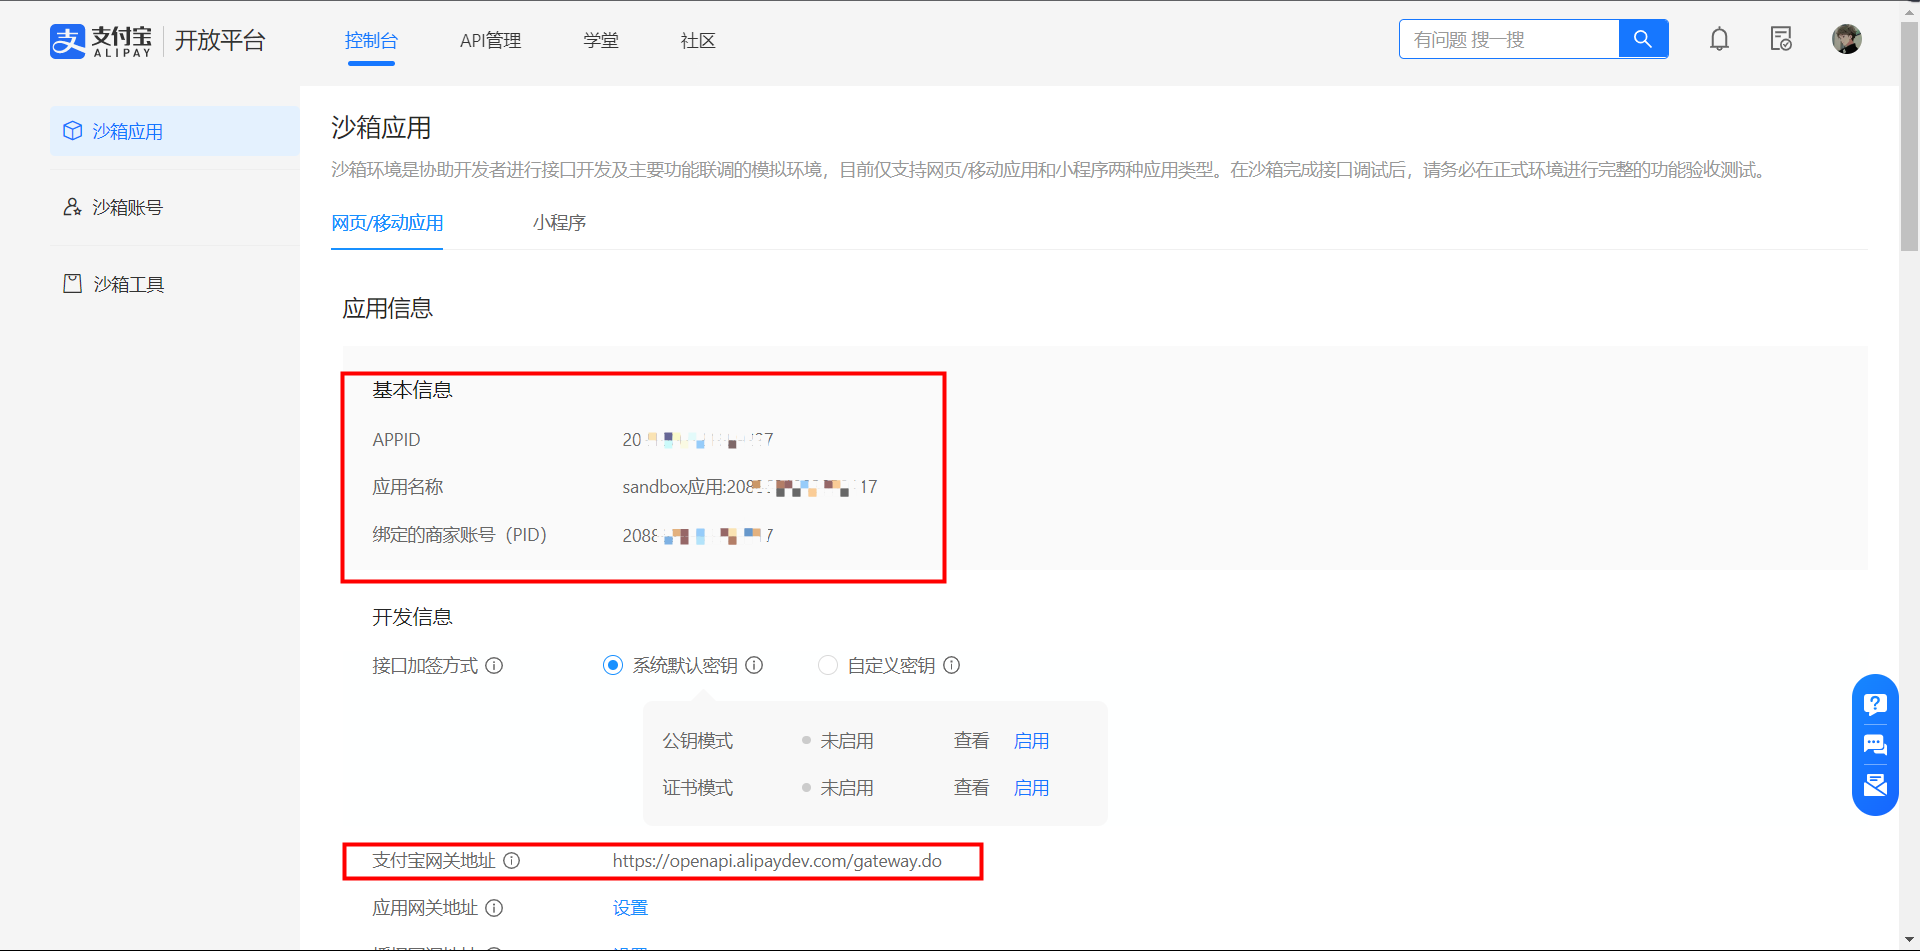 支付宝
ALIPAY
开放平台
控制台
API管理
学堂
社区
有问题 搜一搜
沙箱应用
沙箱账号
沙箱工具
沙箱应用
沙箱环境是协助开发者进行接口开发及主要功能联调的模拟环境，目前仅支持网页/移动应用和小程序两种应用类型。在沙箱完成接口调试后，请务必在正式环境进行完整的功能验收测试。
网页/移动应用
小程序
应用信息
基本信息
APPID
20
7
应用名称
sandbox应用:208
17
绑定的商家账号（PID）
208
7
开发信息
接口加签方式
系统默认密钥
自定义密钥
公钥模式
未启用
查看
启用
证书模式
未启用
查看
启用
支付宝网关地址
https://openapi.alipaydev.com/gateway.do
应用网关地址
设置